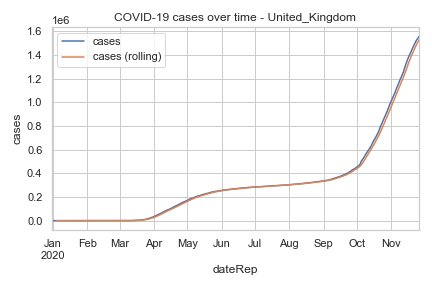 COVID-19 cases over time - United_Kingdom
1e6
cases
cases (rolling)
1.6
1.4
1.2
1.0
0.8
0.6
0.4
0.2
0.0
cases
Jan Feb Mar Apr May Jun Jul Aug Sep Oct Nov
2020
dateRep